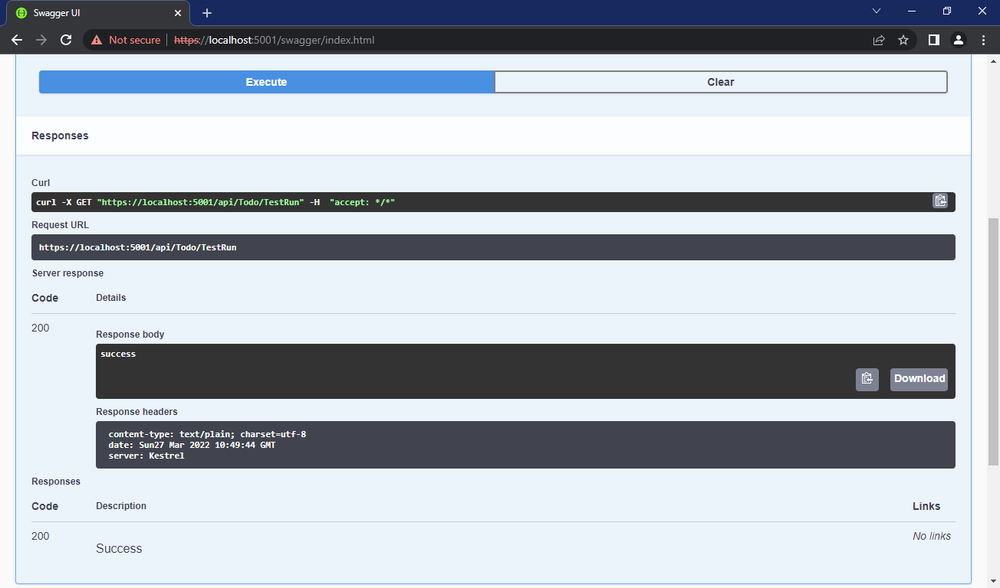 Swagger UI
Not secure https://localhost:5001/swagger/index.html
Execute Clear
Responses
Curl
curl -X GET "https://localhost:5001/api/Todo/TestRun" -H  "accept: */*"
Request URL
https://localhost:5001/api/Todo/TestRun
Server response
Code Details
200
Response body
success
Download
Response headers
content-type: text/plain; charset=utf-8
date: Sun27 Mar 2022 10:49:44 GMT
server: Kestrel
Responses
Code Description Links
200 No links
Success